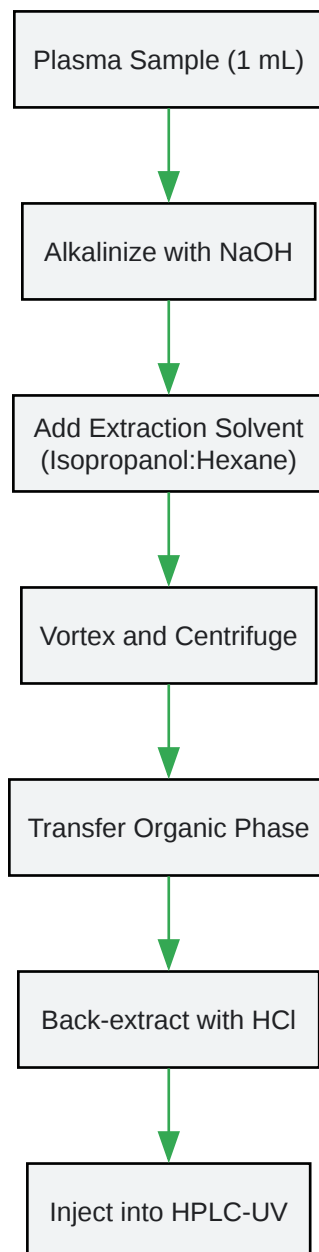 Plasma Sample (1 mL)
Alkalinize with NaOH
Add Extraction Solvent
(Isopropanol:Hexane)
Vortex and Centrifuge
Transfer Organic Phase
Back-extract with HCl
Inject into HPLC-UV